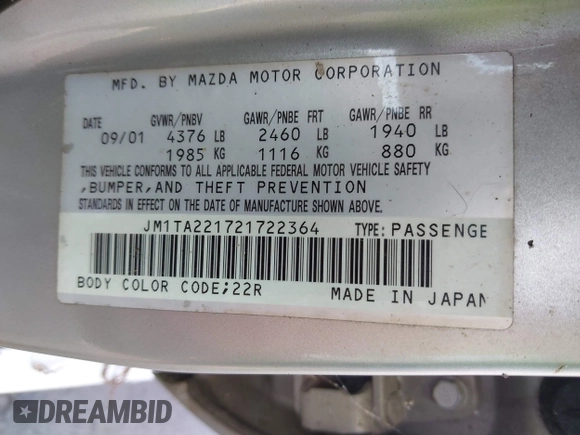 MFD. BY MAZDA MOTOR CORPORATION
DATE GVWR/PNBV GAWR/PNBE FRT GAWR/PNBE RR
09/01 4376 LB 2460 LB 1940 LB
1985 KG 1116 KG 880 KG
THIS VEHICLE CONFORMS TO ALL APPLICABLE FEDERAL MOTOR VEHICLE SAFETY
,BUMPER,AND THEFT PREVENTION
STANDARDS IN EFFECT ON THE DATE OF MANUFACTURE SHOWN ABOVE.
JM1TA221721722364 TYPE:PASSENGE
BODY COLOR CODE;22R MADE IN JAPAN
DREAMBID